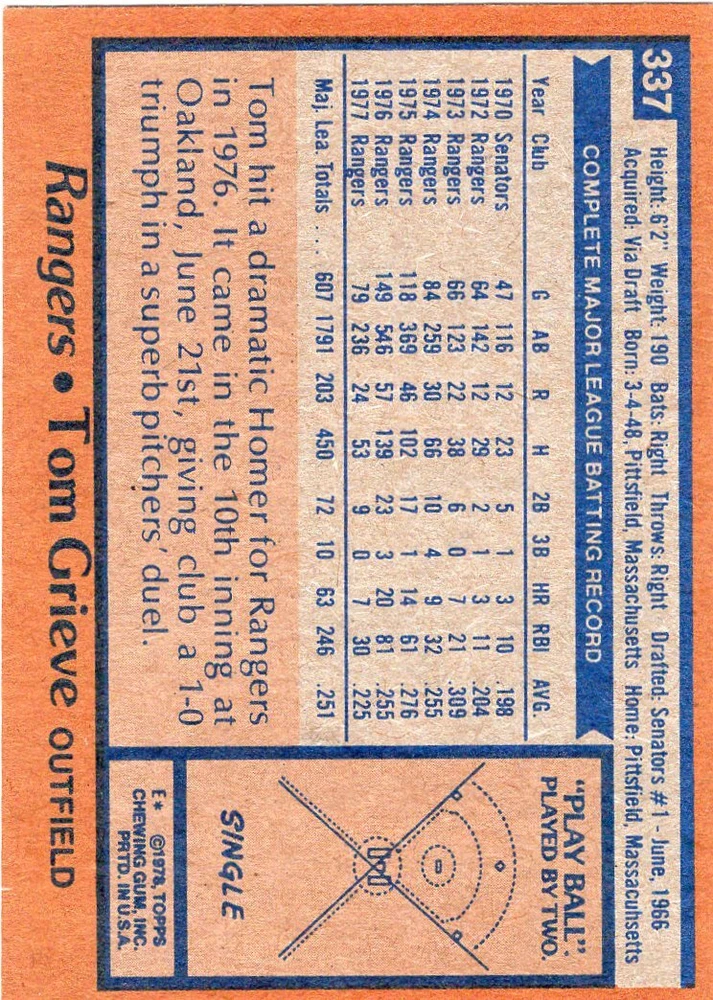 337
Height: 6'2" Weight: 190 Bats: Right Throws: Right Drafted: Senators #1 - June, 1966
Acquired: Via Draft Born: 3-4-48, Pittsfield, Massachusetts Home: Pittsfield, Massacuhsetts
COMPLETE MAJOR LEAGUE BATTING RECORD
Year Club G AB R H 2B 3B HR RBI AVG.
1970 Senators 47 116 12 23 5 1 3 10 .198
1972 Rangers 64 142 12 29 2 1 3 11 .204
1973 Rangers 66 123 22 38 6 0 7 21 .309
1974 Rangers 84 259 30 66 10 4 9 32 .255
1975 Rangers 118 369 46 102 17 1 14 61 .276
1976 Rangers 149 546 57 139 23 3 20 81 .255
1977 Rangers 79 236 24 53 9 0 7 30 .225
Maj. Lea. Totals . . . 607 1791 203 450 72 10 63 246 .251
Tom hit a dramatic Homer for Rangers
in 1976. It came in the 10th inning at
Oakland, June 21st, giving club a 1-0
triumph in a superb pitchers' duel.
"PLAY BALL"
PLAYED BY TWO.
SINGLE
E* ©1978, TOPPS
CHEWING GUM, INC.
PRTD. IN U.S.A.
Rangers • Tom Grieve OUTFIELD